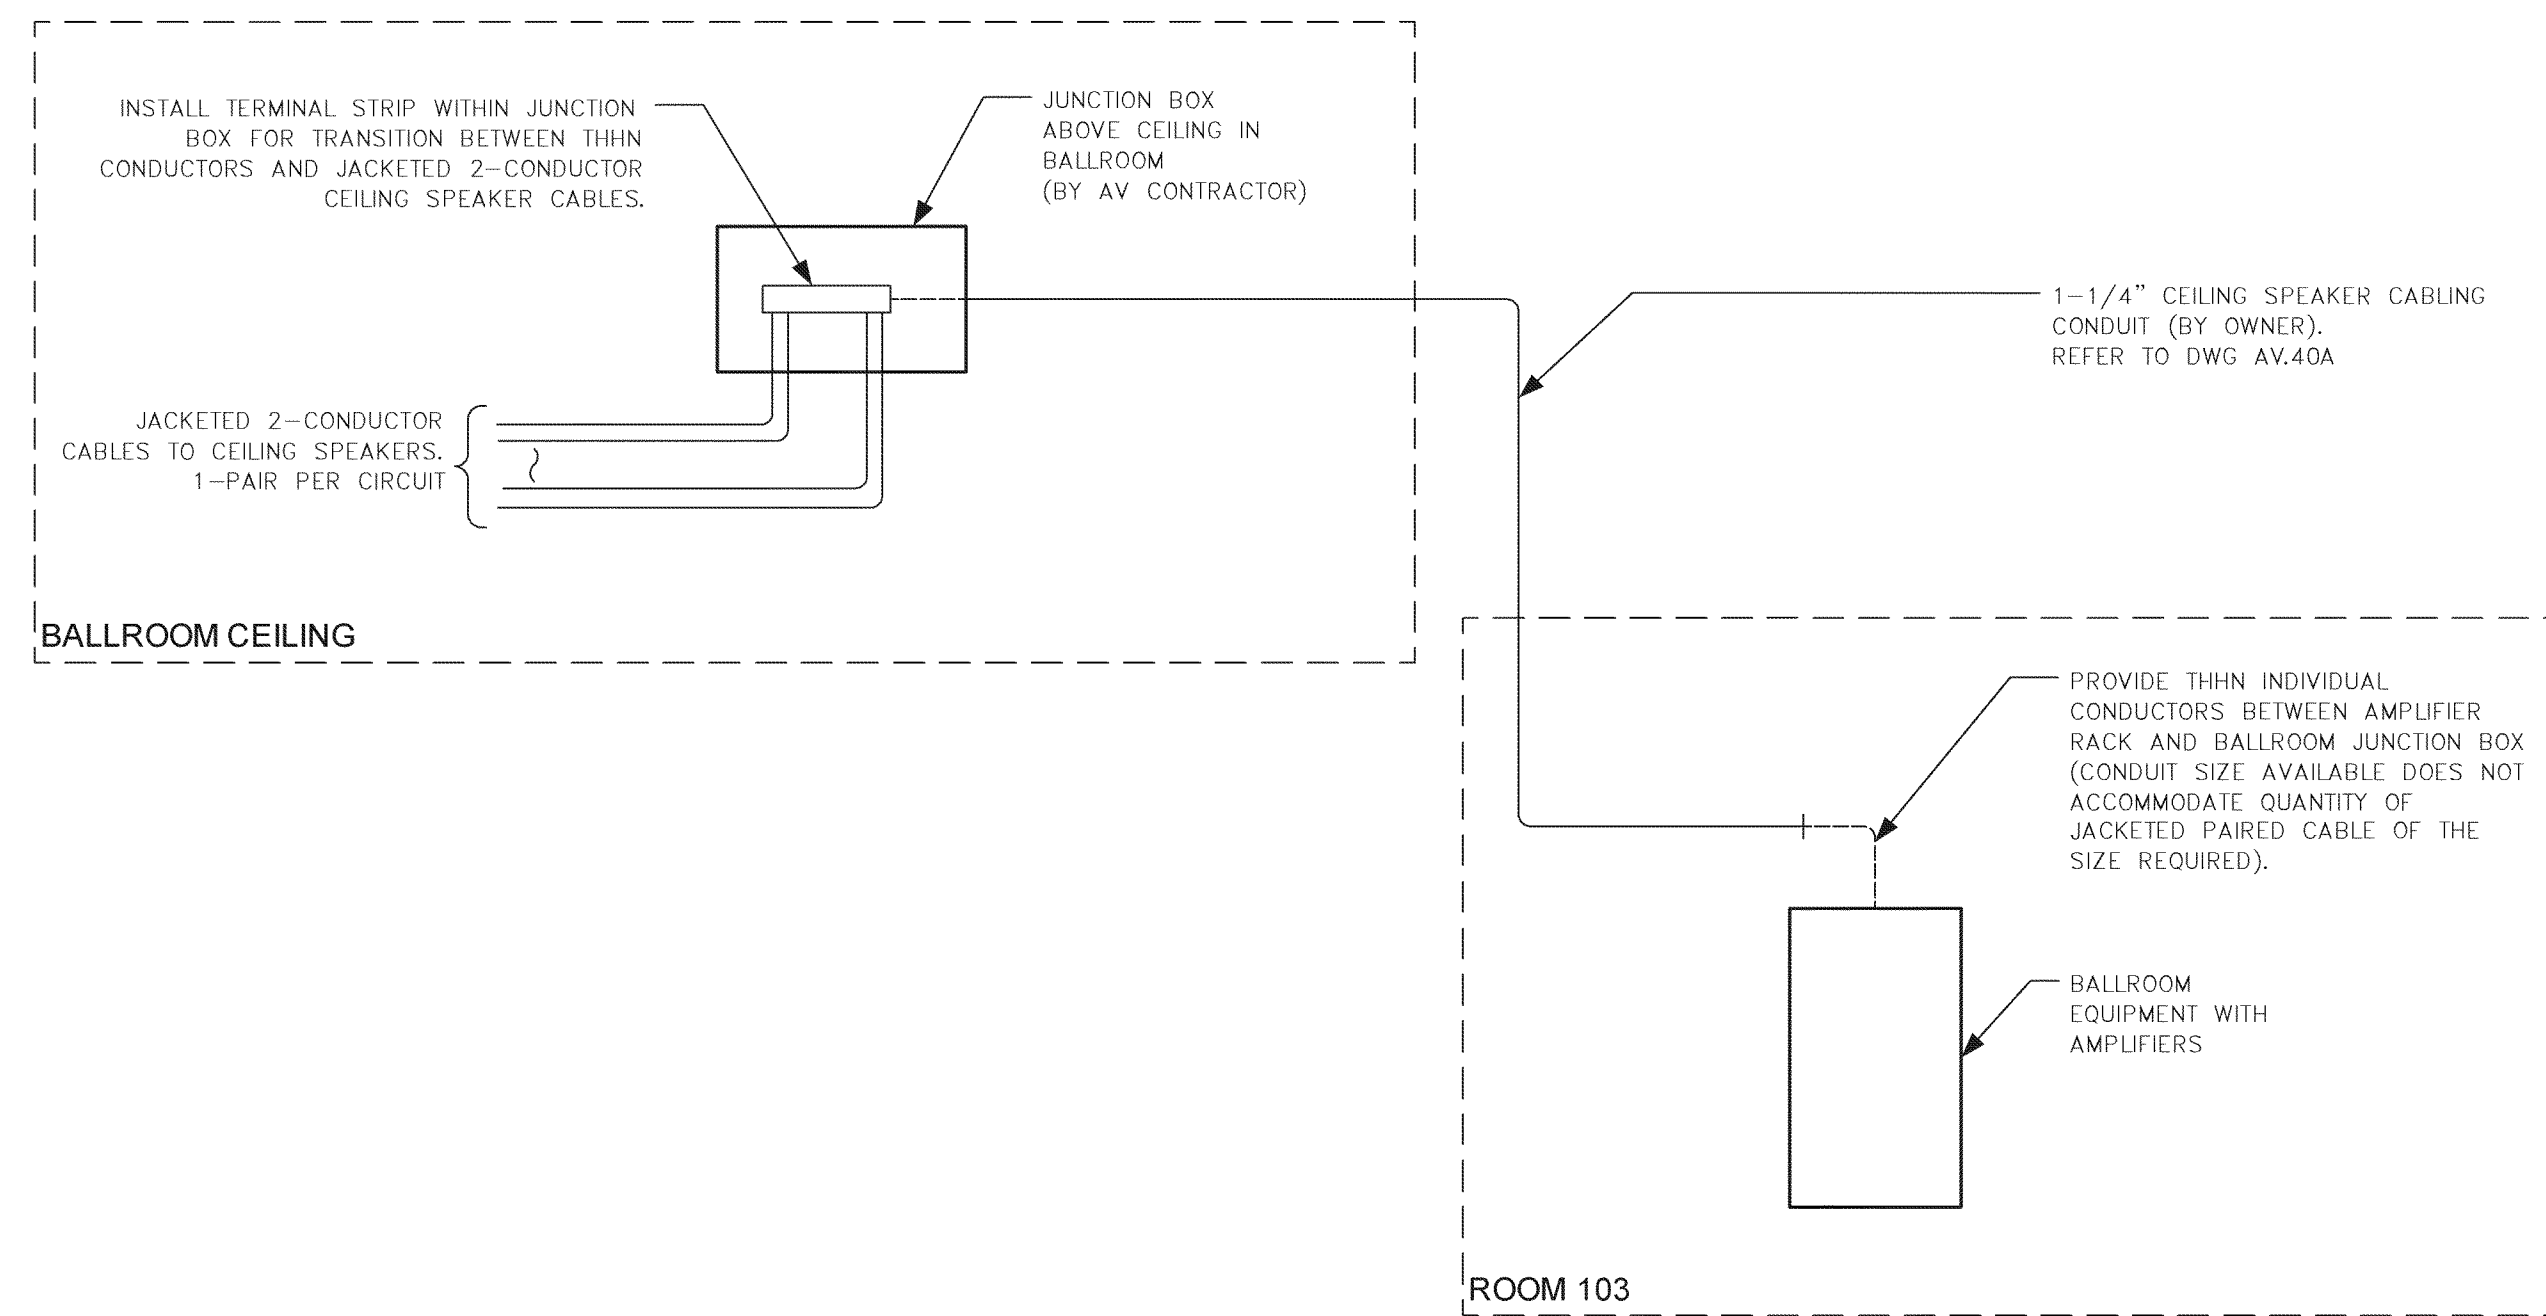 INSTALL TERMINAL STRIP WITHIN JUNCTION
BOX FOR TRANSITION BETWEEN THHN
CONDUCTORS AND JACKETED 2-CONDUCTOR
CEILING SPEAKER CABLES.
JUNCTION BOX
ABOVE CEILING IN
BALLROOM
(BY AV CONTRACTOR)
1-1/4" CEILING SPEAKER CABLING
CONDUIT (BY OWNER).
REFER TO DWG AV.40A
JACKETED 2-CONDUCTOR
CABLES TO CEILING SPEAKERS.
1-PAIR PER CIRCUIT
BALLROOM CEILING
PROVIDE THHN INDIVIDUAL
CONDUCTORS BETWEEN AMPLIFIER
RACK AND BALLROOM JUNCTION BOX
(CONDUIT SIZE AVAILABLE DOES NOT
ACCOMMODATE QUANTITY OF
JACKETED PAIRED CABLE OF THE
SIZE REQUIRED).
BALLROOM
EQUIPMENT WITH
AMPLIFIERS
ROOM 103